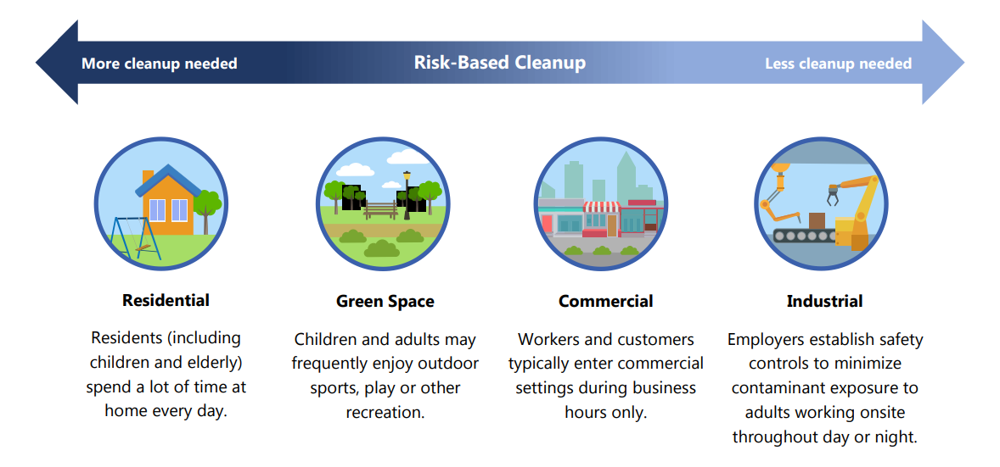 More cleanup needed
Risk-Based Cleanup
Less cleanup needed
Residential
Residents (including
children and elderly)
spend a lot of time at
home every day.
Green Space
Children and adults may
frequently enjoy outdoor
sports, play or other
recreation.
Commercial
Workers and customers
typically enter commercial
settings during business
hours only.
Industrial
Employers establish safety
controls to minimize
contaminant exposure to
adults working onsite
throughout day or night.